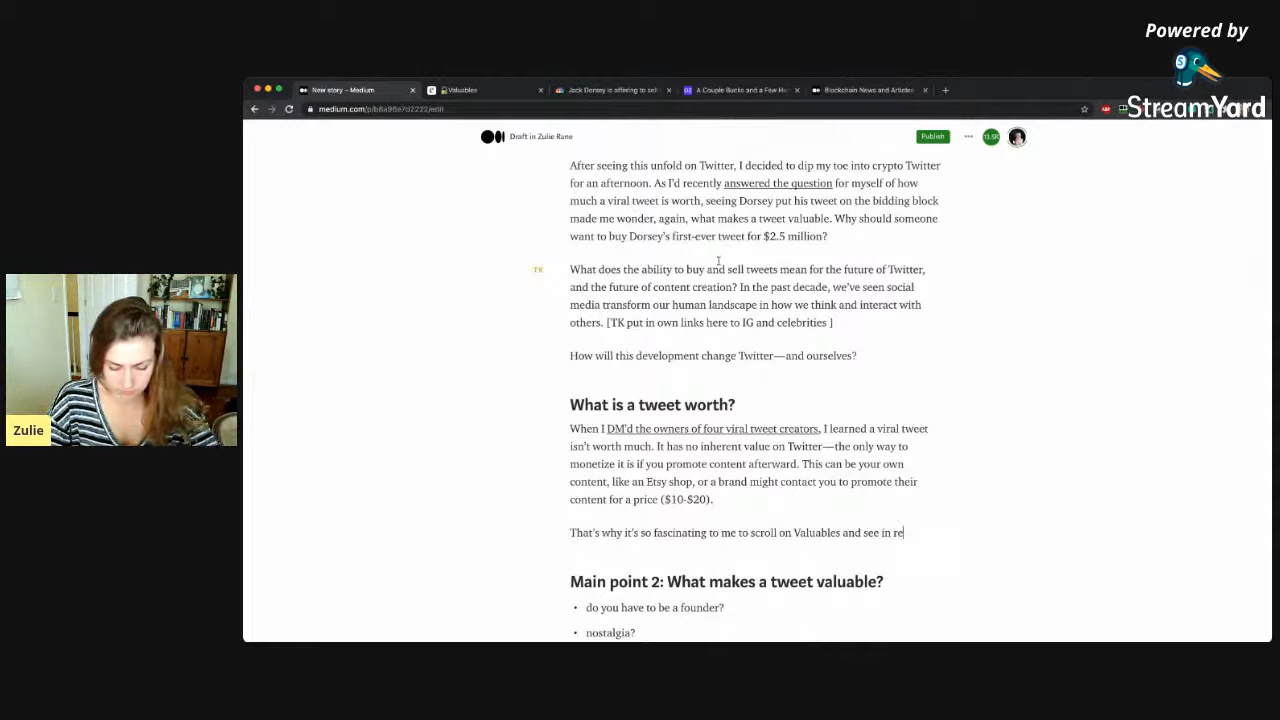 Powered by
StreamYard
New story – Medium
Valuables
Jack Dorsey is offering to sell
A Couple Bucks and a Few Hu
Blockchain News and Articles
medium.com/p/b8a98e7d2222/edit
Draft in Zulie Rane
Publish
After seeing this unfold on Twitter, I decided to dip my toe into crypto Twitter
for an afternoon. As I’d recently answered the question for myself of how
much a viral tweet is worth, seeing Dorsey put his tweet on the bidding block
made me wonder, again, what makes a tweet valuable. Why should someone
want to buy Dorsey’s first-ever tweet for $2.5 million?
TK
What does the ability to buy and sell tweets mean for the future of Twitter,
and the future of content creation? In the past decade, we’ve seen social
media transform our human landscape in how we think and interact with
others. [TK put in own links here to IG and celebrities ]
How will this development change Twitter—and ourselves?
What is a tweet worth?
When I DM’d the owners of four viral tweet creators, I learned a viral tweet
isn’t worth much. It has no inherent value on Twitter—the only way to
monetize it is if you promote content afterward. This can be your own
content, like an Etsy shop, or a brand might contact you to promote their
content for a price ($10-$20).
That’s why it’s so fascinating to me to scroll on Valuables and see in re
Main point 2: What makes a tweet valuable?
• do you have to be a founder?
• nostalgia?
Zulie